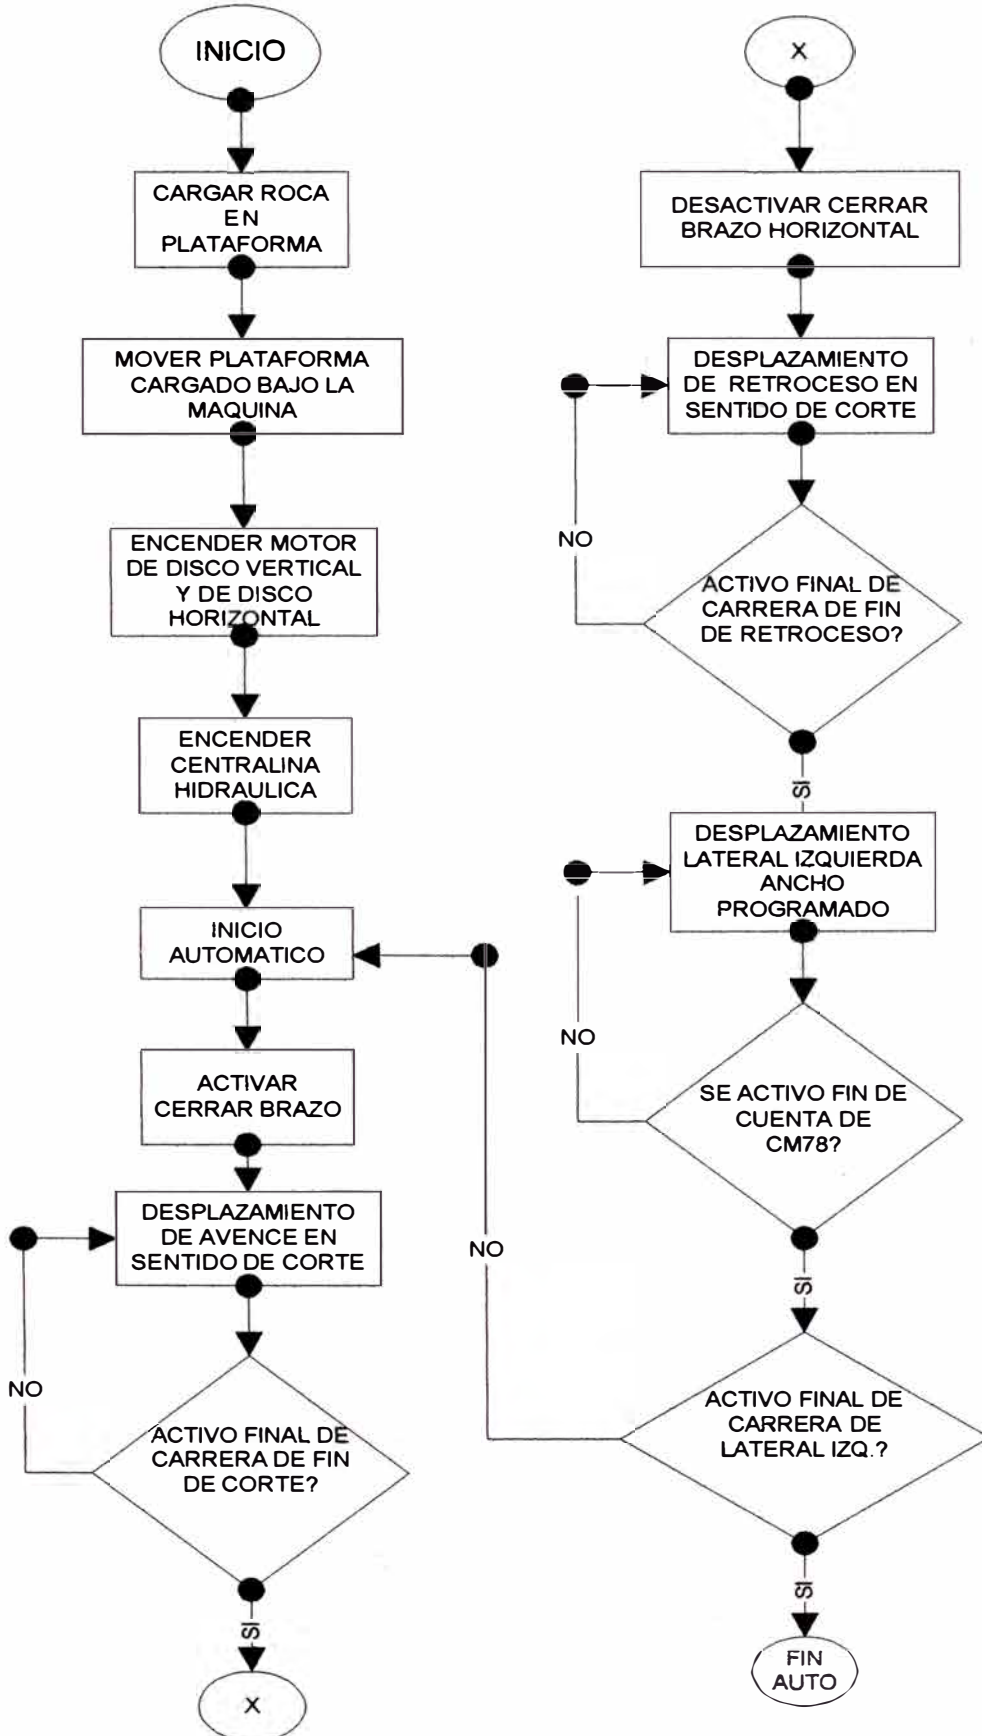 INICIO
CARGAR ROCA
EN
PLATAFORMA
MOVER PLATAFORMA
CARGADO BAJO LA
MAQUINA
ENCENDER MOTOR
DE DISCO VERTICAL
Y DE DISCO
HORIZONTAL
ENCENDER
CENTRALINA
HIDRAULICA
INICIO
AUTOMATICO
ACTIVAR
CERRAR BRAZO
DESPLAZAMIENTO
DE AVENCE EN
SENTIDO DE CORTE
NO
ACTIVO FINAL DE
CARRERA DE FIN
DE CORTE?
SI
X
X
DESACTIVAR CERRAR
BRAZO HORIZONTAL
DESPLAZAMIENTO
DE RETROCESO EN
SENTIDO DE CORTE
NO
ACTIVO FINAL DE
CARRERA DE FIN
DE RETROCESO?
SI
DESPLAZAMIENTO
LATERAL IZQUIERDA
ANCHO
PROGRAMADO
NO
SE ACTIVO FIN DE
CUENTA DE
CM78?
SI
NO
ACTIVO FINAL DE
CARRERA DE
LATERAL IZQ.?
SI
FIN
AUTO